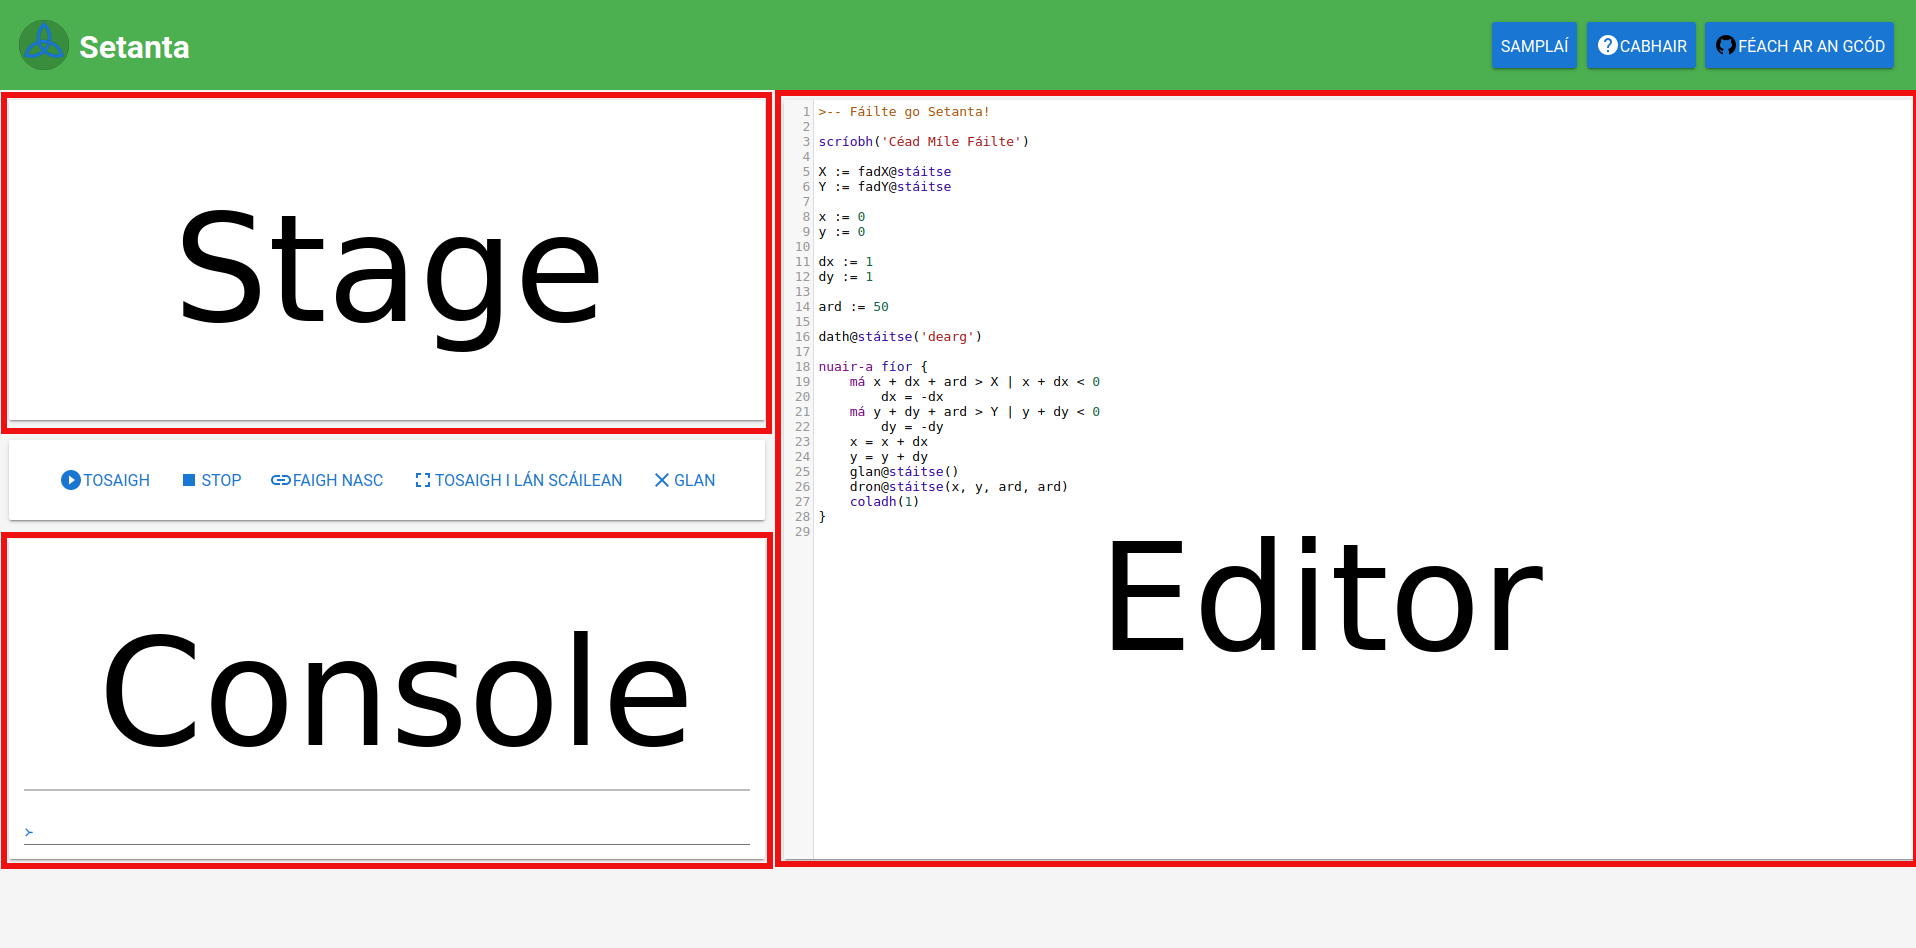 Setanta
SAMPLAÍ
CABHAIR
FÉACH AR AN GCÓD
Stage
TOSAIGH
STOP
FAIGH NASC
TOSAIGH I LÁN SCÁILEAN
GLAN
Console
>
1 >-- Fáilte go Setanta!
2
3 scríobh('Céad Míle Fáilte')
4
5 X := fadX@stáitse
6 Y := fadY@stáitse
7
8 x := 0
9 y := 0
10
11 dx := 1
12 dy := 1
13
14 ard := 50
15
16 dath@stáitse('dearg')
17
18 nuair-a fíor {
19     má x + dx + ard > X | x + dx < 0
20         dx = -dx
21     má y + dy + ard > Y | y + dy < 0
22         dy = -dy
23     x = x + dx
24     y = y + dy
25     glan@stáitse()
26     dron@stáitse(x, y, ard, ard)
27     coladh(1)
28 }
29
Editor